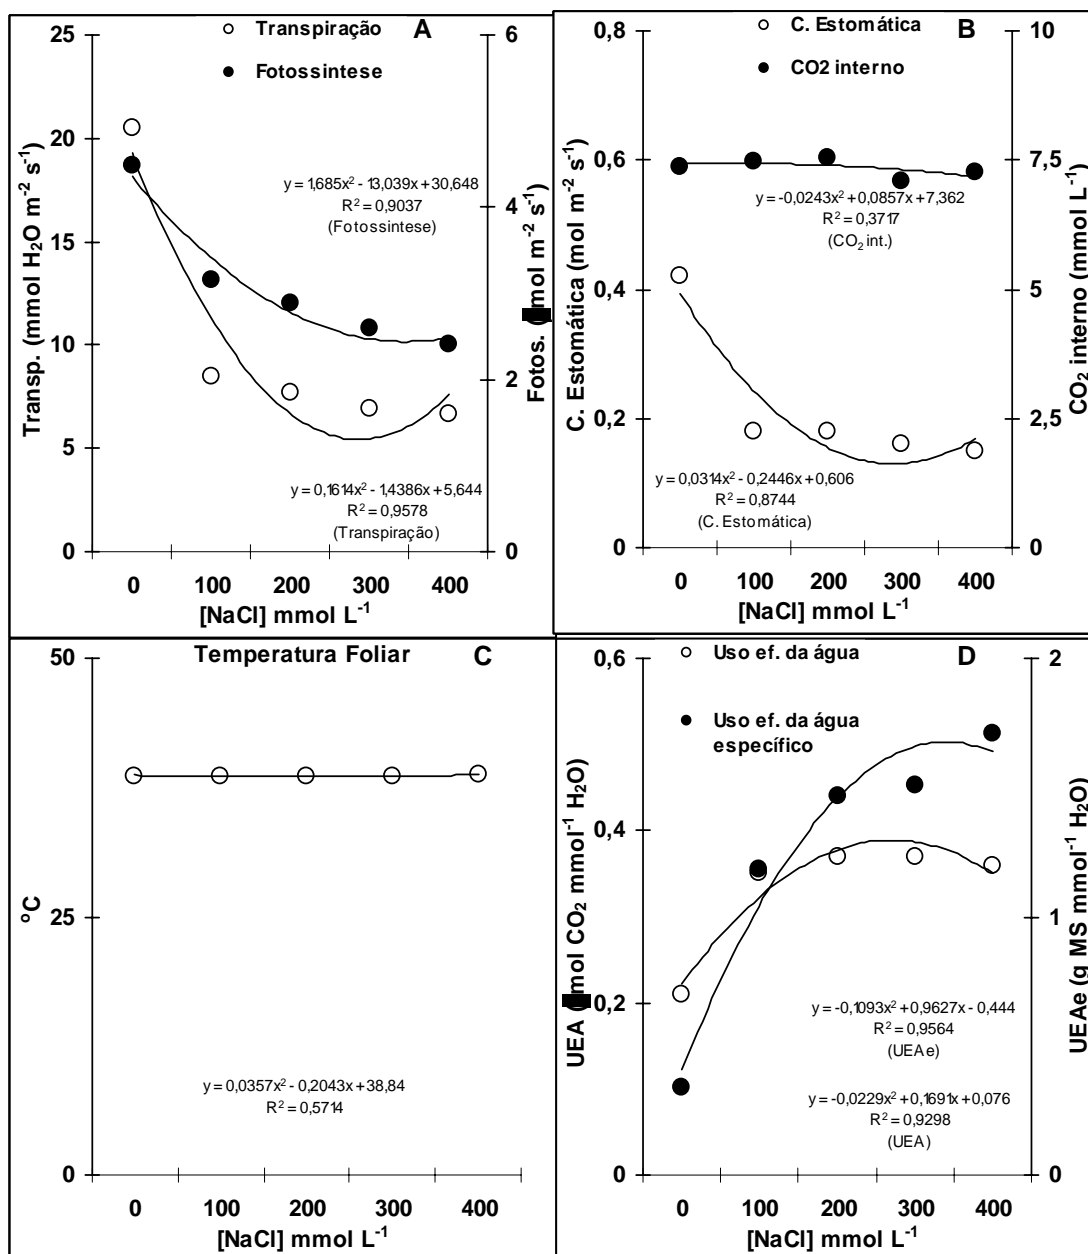 Transpiração A
Fotossintese
25
20
15
10
5
0
Transp. (mmol H₂O m⁻² s⁻¹)
6
4
2
0
Fotos. mol m⁻² s⁻¹)
y = 1,685x² - 13,039x + 30,648
R² = 0,9037
(Fotossintese)
y = 0,1614x² - 1,4386x + 5,644
R² = 0,9578
(Transpiração)
0 100 200 300 400
[NaCl] mmol L⁻¹
C. Estomática B
CO2 interno
0,8
0,6
0,4
0,2
0
C. Estomática (mol m⁻² s⁻¹)
10
7,5
5
2,5
0
CO₂ interno (mmol L⁻¹)
y = -0,0243x² + 0,0857x + 7,362
R² = 0,3717
(CO₂ int.)
y = 0,0314x² - 0,2446x + 0,606
R² = 0,8744
(C. Estomática)
0 100 200 300 400
[NaCl] mmol L⁻¹
Temperatura Foliar C
50
25
0
ºC
y = 0,0357x² - 0,2043x + 38,84
R² = 0,5714
0 100 200 300 400
[NaCl] mmol L⁻¹
Uso ef. da água D
Uso ef. da água
específico
0,6
0,4
0,2
0
UEA mol CO₂ mmol⁻¹ H₂O)
2
1
0
UEAe (g MS mmol⁻¹ H₂O)
y = -0,1093x² + 0,9627x - 0,444
R² = 0,9564
(UEAe)
y = -0,0229x² + 0,1691x + 0,076
R² = 0,9298
(UEA)
0 100 200 300 400
[NaCl] mmol L⁻¹